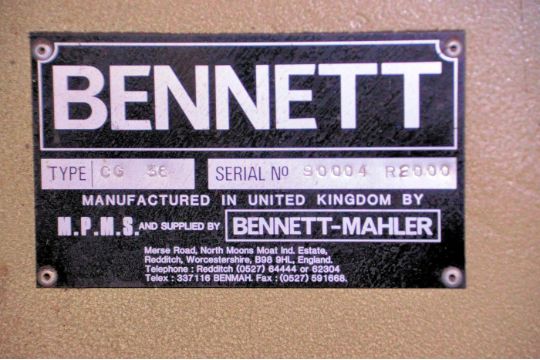 BENNETT
TYPE CG 36 SERIAL Nº 90004 R2000
MANUFACTURED IN UNITED KINGDOM BY
M.P.M.S. AND SUPPLIED BY BENNETT-MAHLER
Merse Road, North Moons Moat Ind. Estate,
Redditch, Worcestershire, B98 9HL, England.
Telephone : Redditch (0527) 64444 or 62304
Telex : 337116 BENMAH. Fax : (0527) 591668.